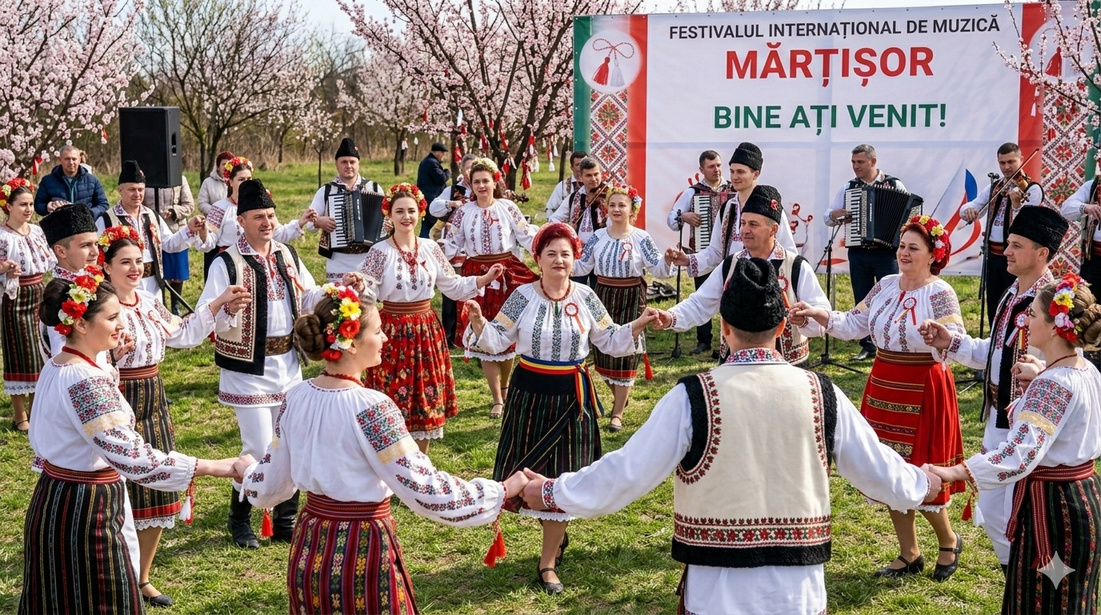 FESTIVALUL INTERNAȚIONAL DE MUZICĂ
MĂRȚIȘOR
BINE AȚI VENIT!